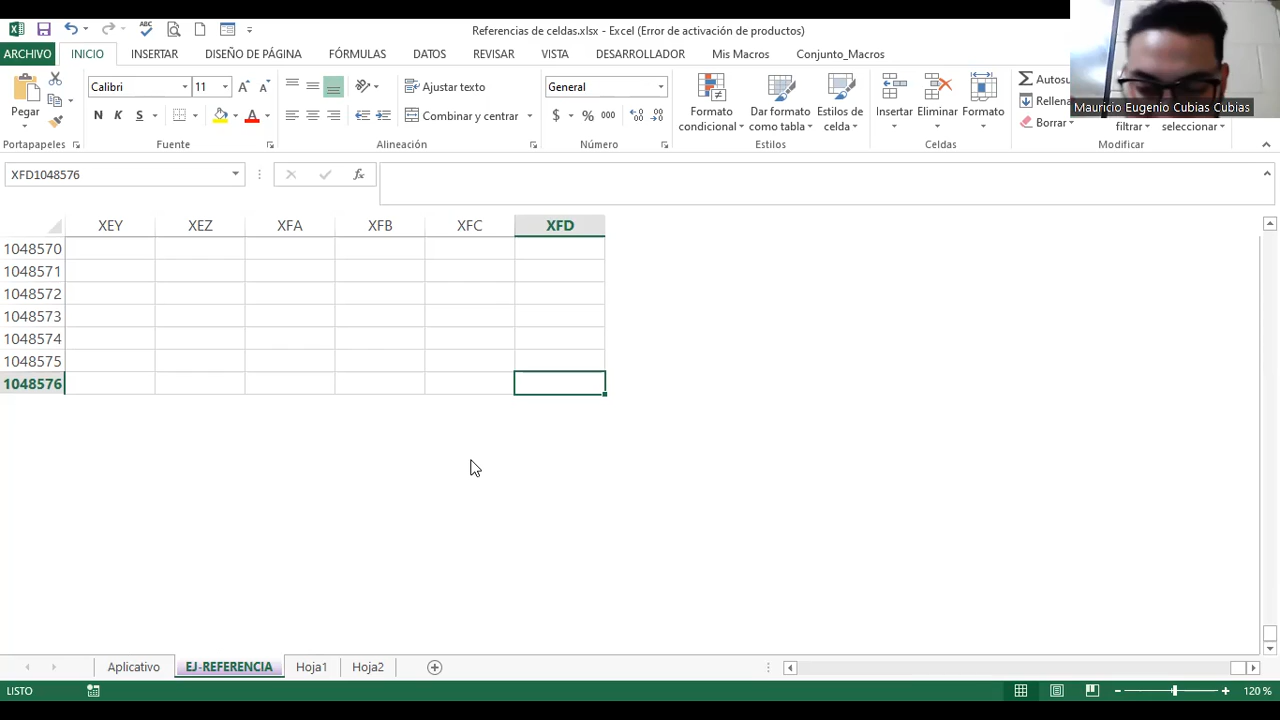 Referencias de celdas.xlsx - Excel (Error de activación de productos)
ARCHIVO INICIO INSERTAR DISEÑO DE PÁGINA FÓRMULAS DATOS REVISAR VISTA DESARROLLADOR Mis Macros Conjunto_Macros
Calibri 11 Ajustar texto General Autosu
Pegar N K S A A Combinar y centrar $ % 000 Formato condicional Dar formato como tabla Estilos de celda Insertar Eliminar Formato Rellena
Borrar filtrar seleccionar
Mauricio Eugenio Cubias Cubias
Portapapeles Fuente Alineación Número Estilos Celdas Modificar
XFD1048576 fx
XEY XEZ XFA XFB XFC XFD
1048570
1048571
1048572
1048573
1048574
1048575
1048576
Aplicativo EJ-REFERENCIA Hoja1 Hoja2
LISTO 120 %